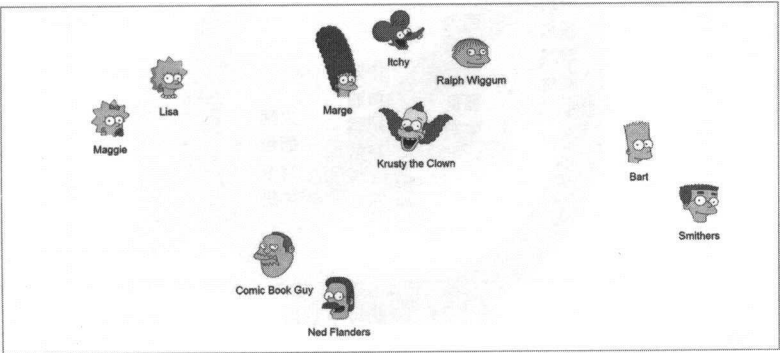 Itchy
Ralph Wiggum
Lisa
Marge
Maggie
Krusty the Clown
Bart
Smithers
Comic Book Guy
Ned Flanders